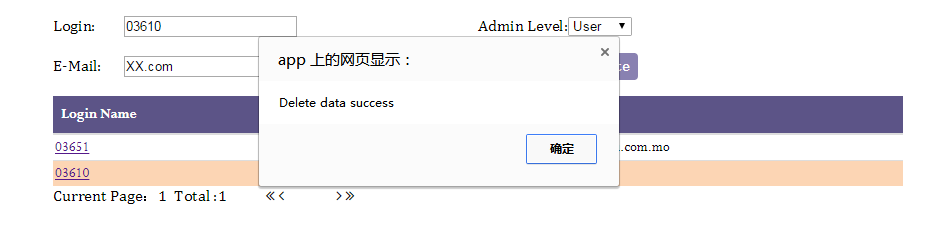 Login: 03610 Admin Level: User
app 上的网页显示：
E-Mail: XX.com
Delete data success
Login Name
确定
03651 .com.mo
03610
Current Page: 1 Total:1 << < > >>